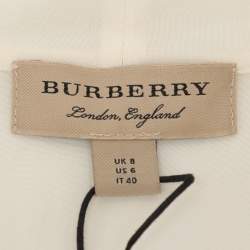 BURBERRY
London, England
UK 8
US 6
IT 40